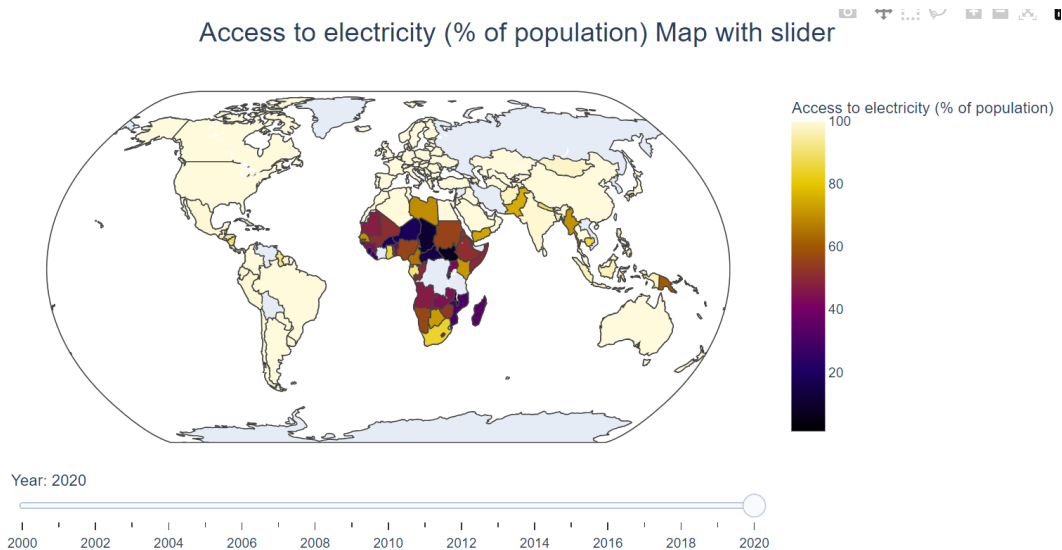 Access to electricity (% of population) Map with slider
Access to electricity (% of population)
100
80
60
40
20
Year: 2020
2000 2002 2004 2006 2008 2010 2012 2014 2016 2018 2020